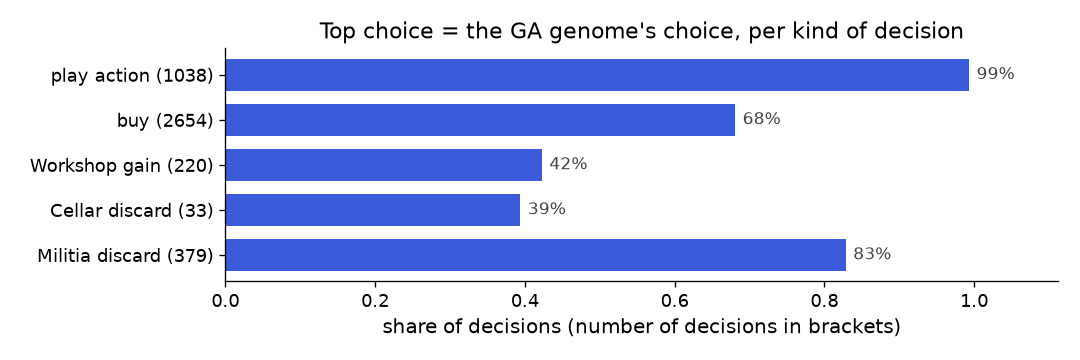 Top choice = the GA genome's choice, per kind of decision
play action (1038)
99%
buy (2654)
68%
Workshop gain (220)
42%
Cellar discard (33)
39%
Militia discard (379)
83%
0.0 0.2 0.4 0.6 0.8 1.0
share of decisions (number of decisions in brackets)